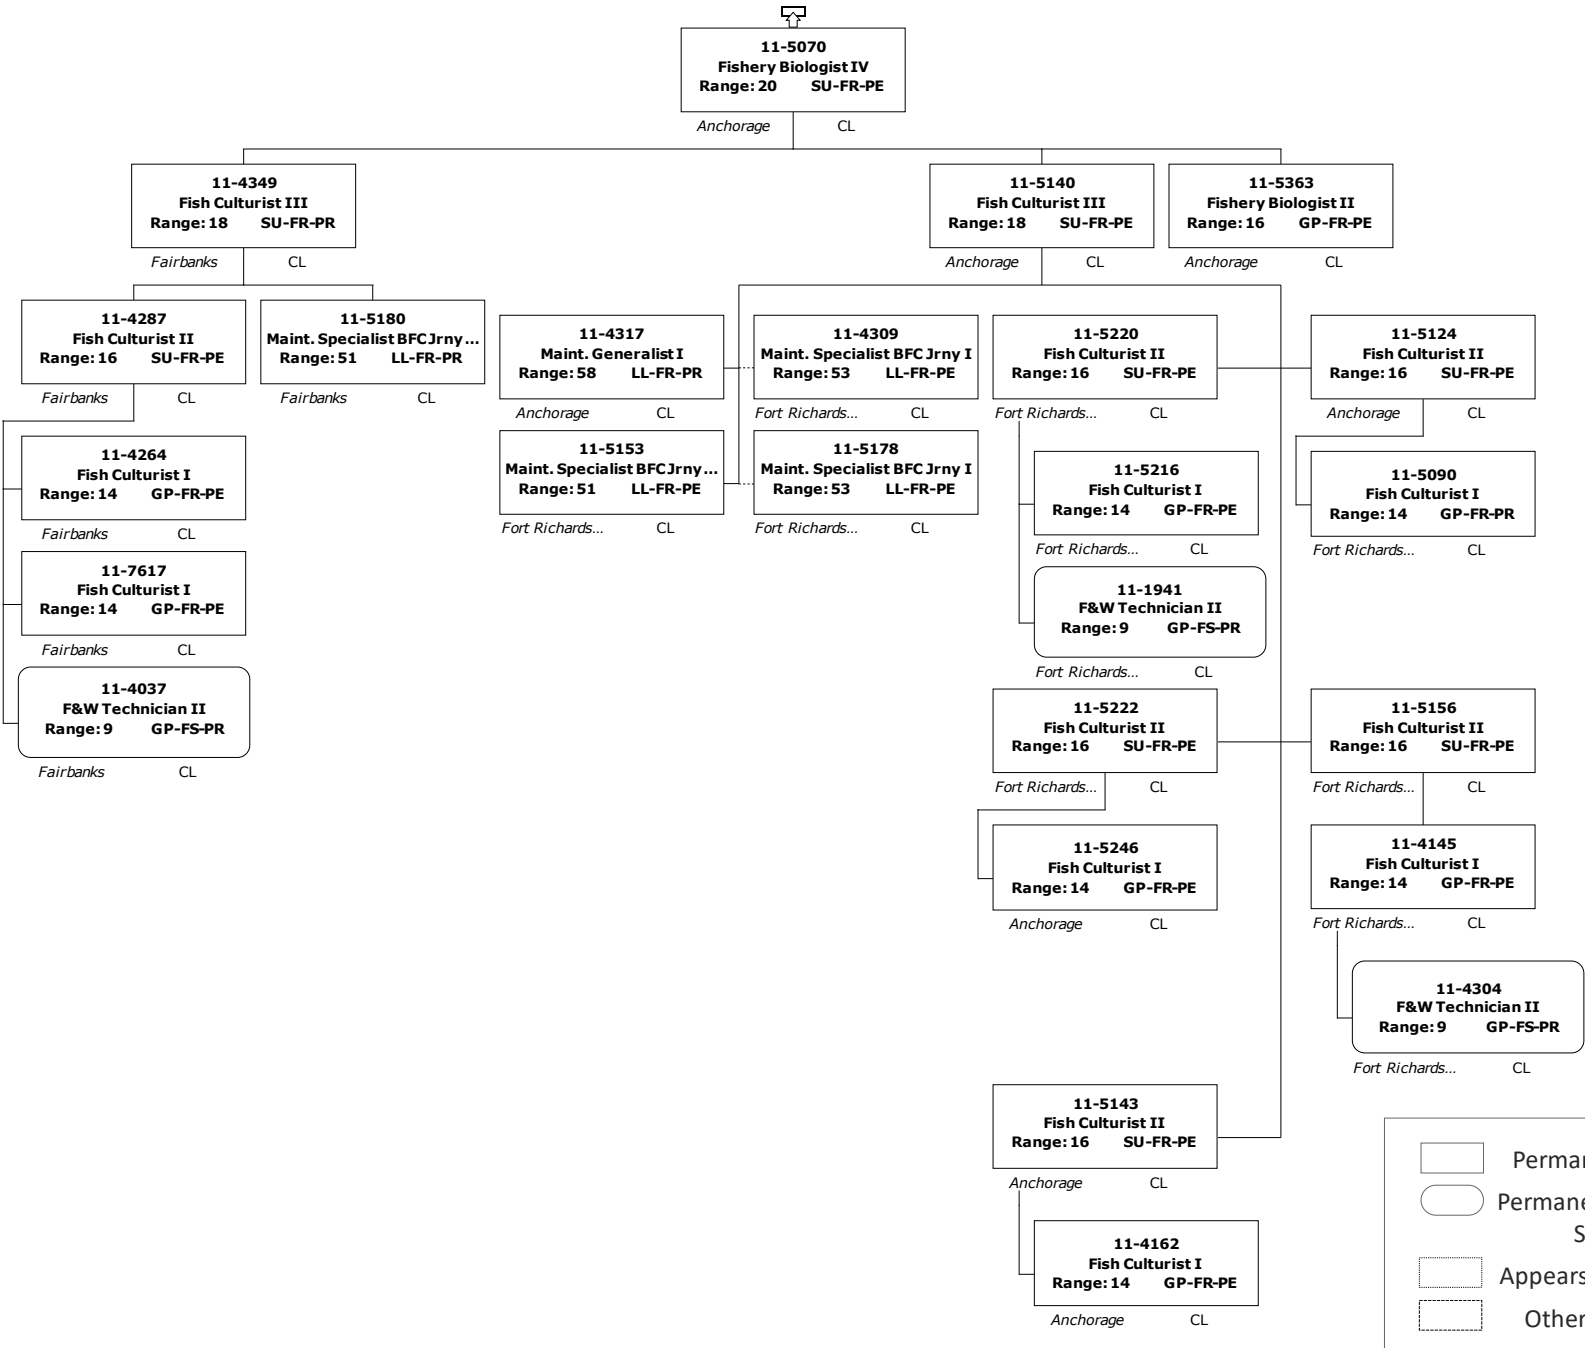 11-5070
Fishery Biologist IV
Range: 20 SU-FR-PE
Anchorage CL
11-4349
Fish Culturist III
Range: 18 SU-FR-PR
Fairbanks CL
11-5140
Fish Culturist III
Range: 18 SU-FR-PE
Anchorage CL
11-5363
Fishery Biologist II
Range: 16 GP-FR-PE
Anchorage CL
11-4287
Fish Culturist II
Range: 16 SU-FR-PE
Fairbanks CL
11-5180
Maint. Specialist BFC Jrny ...
Range: 51 LL-FR-PR
Fairbanks CL
11-4317
Maint. Generalist I
Range: 58 LL-FR-PR
Anchorage CL
11-4309
Maint. Specialist BFC Jrny I
Range: 53 LL-FR-PE
Fort Richards... CL
11-5220
Fish Culturist II
Range: 16 SU-FR-PE
Fort Richards... CL
11-5124
Fish Culturist II
Range: 16 SU-FR-PE
Anchorage CL
11-4264
Fish Culturist I
Range: 14 GP-FR-PE
Fairbanks CL
11-5153
Maint. Specialist BFC Jrny ...
Range: 51 LL-FR-PE
Fort Richards... CL
11-5178
Maint. Specialist BFC Jrny I
Range: 53 LL-FR-PE
Fort Richards... CL
11-5216
Fish Culturist I
Range: 14 GP-FR-PE
Fort Richards... CL
11-5090
Fish Culturist I
Range: 14 GP-FR-PR
Fort Richards... CL
11-7617
Fish Culturist I
Range: 14 GP-FR-PE
Fairbanks CL
11-1941
F&W Technician II
Range: 9 GP-FS-PR
Fort Richards... CL
11-4037
F&W Technician II
Range: 9 GP-FS-PR
Fairbanks CL
11-5222
Fish Culturist II
Range: 16 SU-FR-PE
Fort Richards... CL
11-5156
Fish Culturist II
Range: 16 SU-FR-PE
Fort Richards... CL
11-5246
Fish Culturist I
Range: 14 GP-FR-PE
Anchorage CL
11-4145
Fish Culturist I
Range: 14 GP-FR-PE
Fort Richards... CL
11-4304
F&W Technician II
Range: 9 GP-FS-PR
Fort Richards... CL
11-5143
Fish Culturist II
Range: 16 SU-FR-PE
Anchorage CL
11-4162
Fish Culturist I
Range: 14 GP-FR-PE
Anchorage CL
Appears
Other